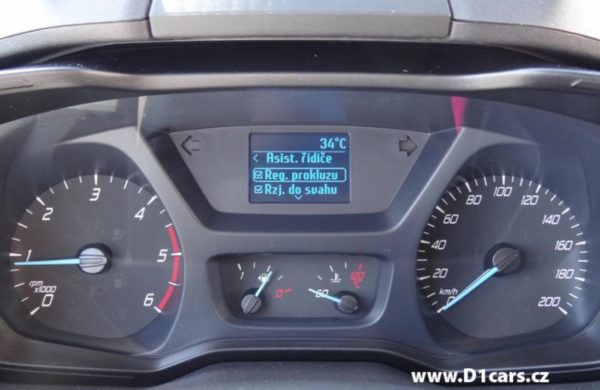 34°C
< Asist. řidiče
Reg. prokluzu
Rzj. do svahu
0 1 2 3 4 5 6
rpm
x1000
1 0
60 120
°C
0 20 40 60 80 100 120 140 160 180 200
km/h
www.D1cars.cz